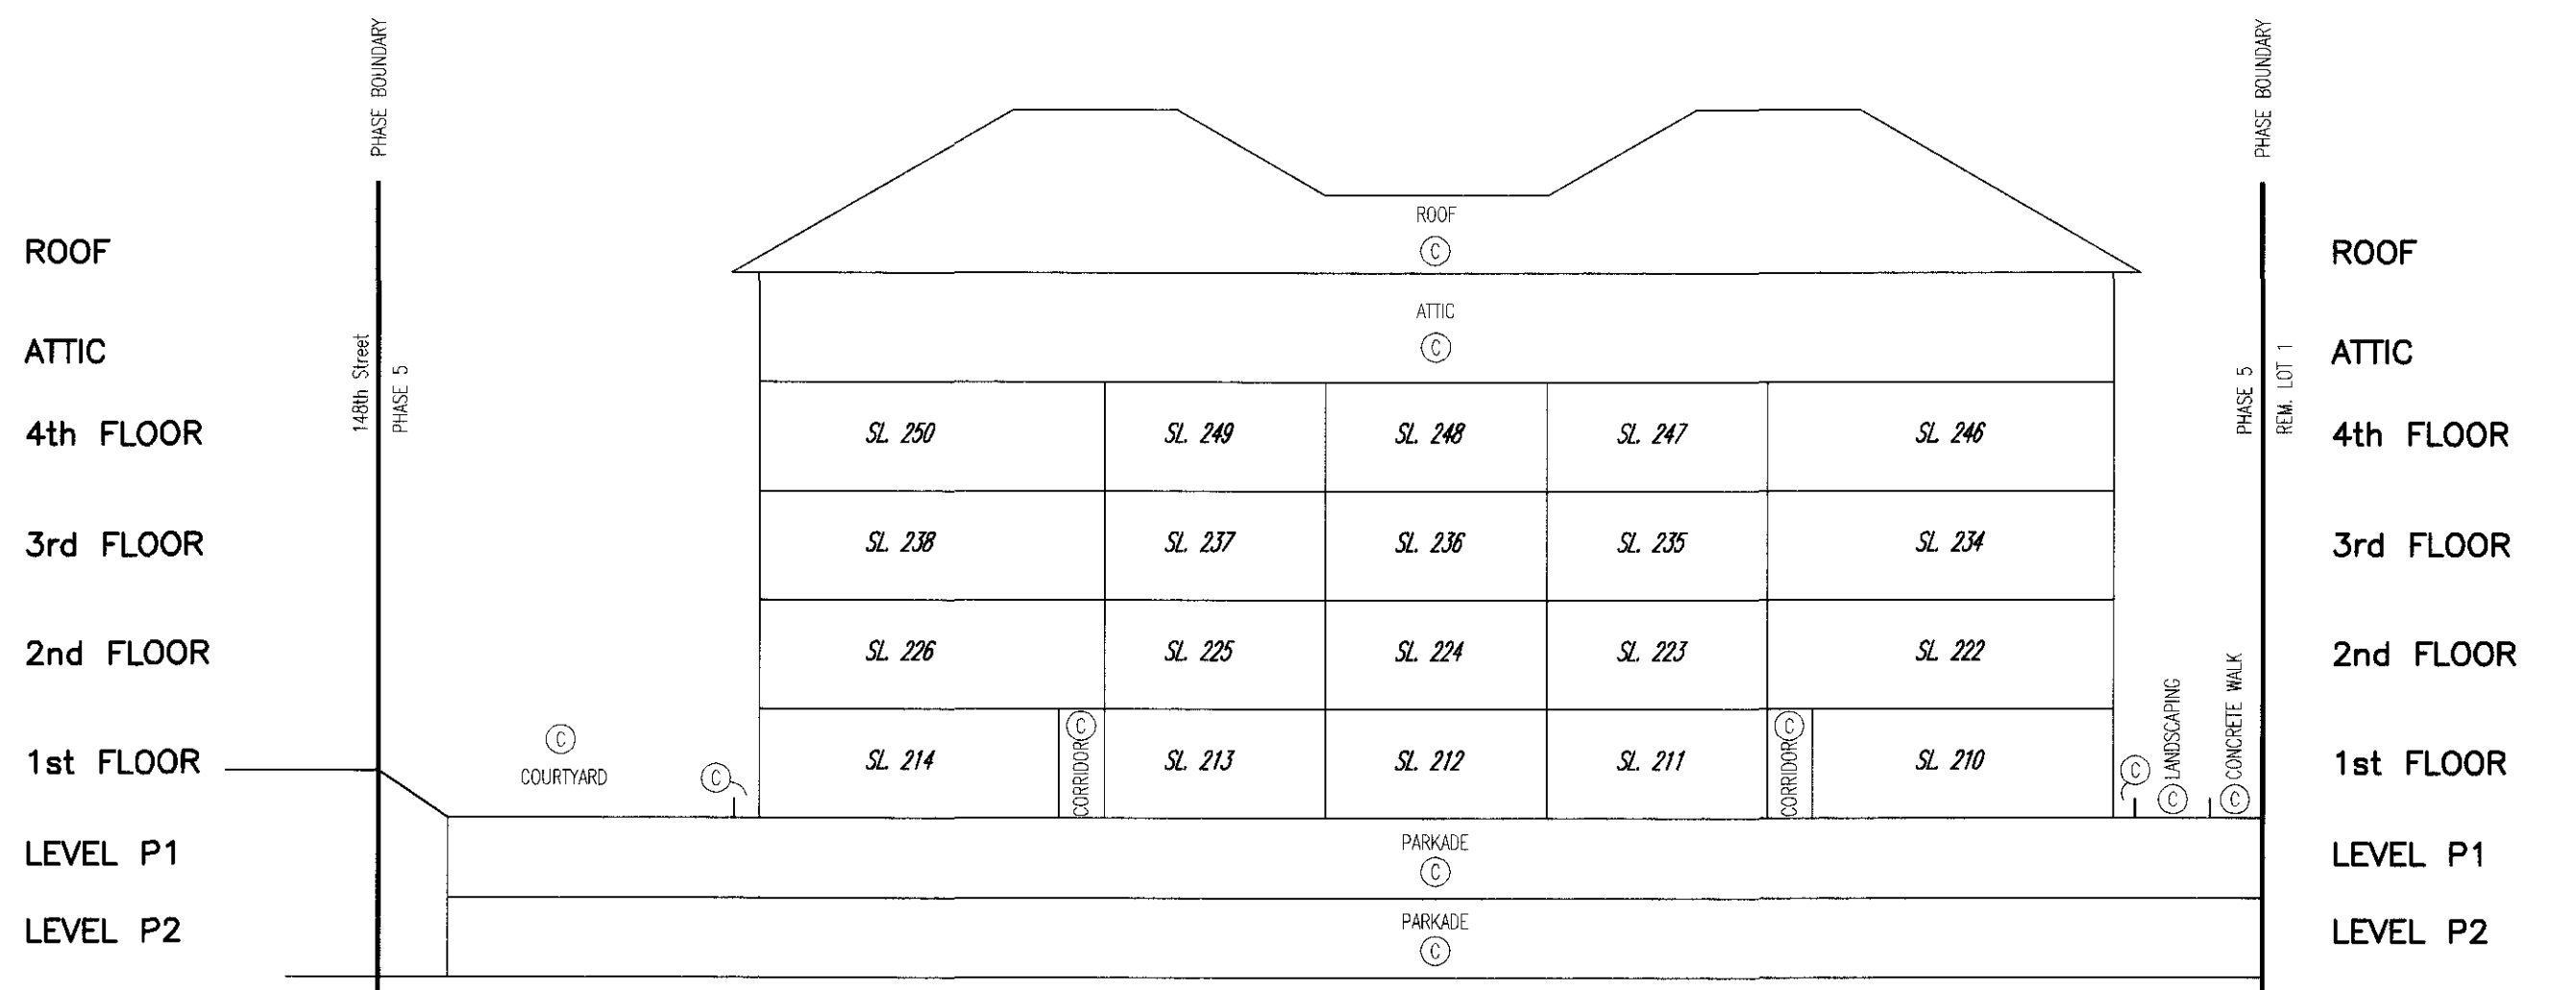 PHASE BOUNDARY
PHASE BOUNDARY
ROOF
Ⓒ
ROOF
ROOF
ATTIC
Ⓒ
ATTIC
ATTIC
148th Street
PHASE 5
PHASE 5
REM. LOT 1
4th FLOOR
SL. 250
SL. 249
SL. 248
SL. 247
SL. 246
4th FLOOR
3rd FLOOR
SL. 238
SL. 237
SL. 236
SL. 235
SL. 234
3rd FLOOR
2nd FLOOR
SL. 226
SL. 225
SL. 224
SL. 223
SL. 222
2nd FLOOR
1st FLOOR
Ⓒ
COURTYARD
Ⓒ
SL. 214
CORRIDOR Ⓒ
SL. 213
SL. 212
SL. 211
CORRIDOR Ⓒ
SL. 210
Ⓒ
Ⓒ LANDSCAPING
Ⓒ CONCRETE WALK
1st FLOOR
LEVEL P1
PARKADE
Ⓒ
LEVEL P1
LEVEL P2
PARKADE
Ⓒ
LEVEL P2